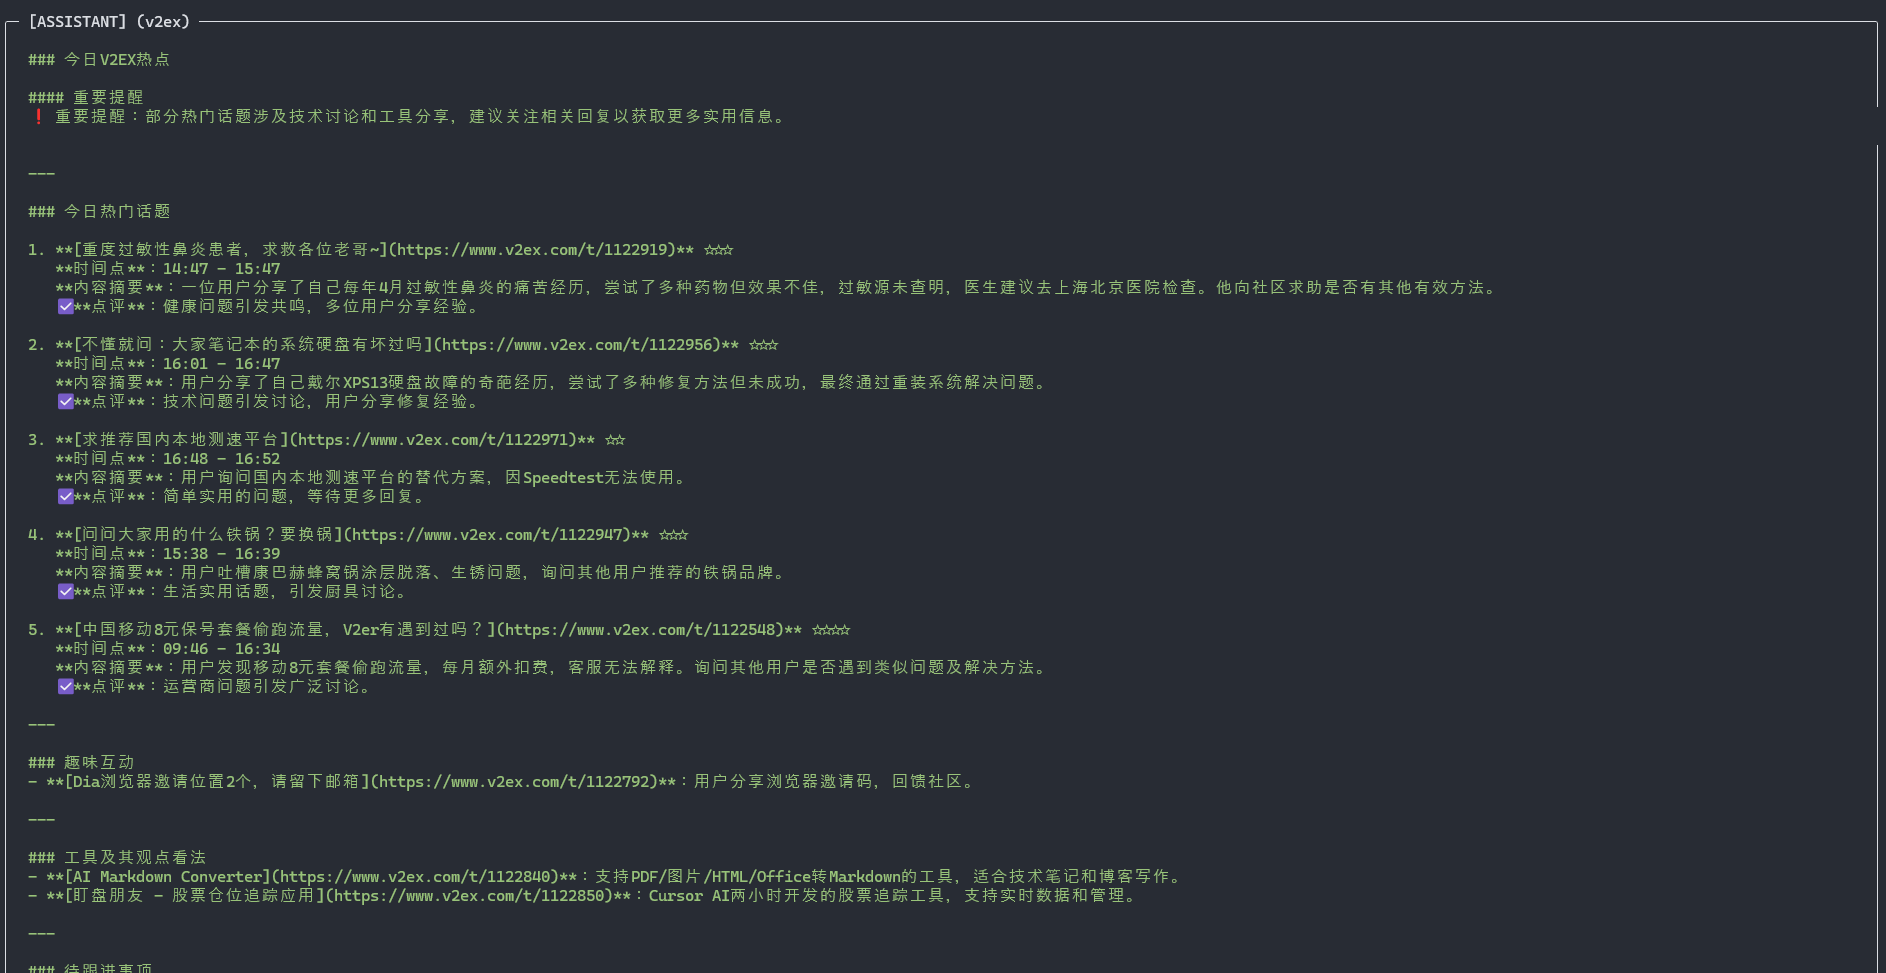 [ASSISTANT] (v2ex)
### 今日V2EX热点
#### 重要提醒
❗ 重要提醒：部分热门话题涉及技术讨论和工具分享，建议关注相关回复以获取更多实用信息。
---
### 今日热门话题
1. **[重度过敏性鼻炎患者，求救各位老哥~](https://www.v2ex.com/t/1122919)** ☆☆☆
**时间点**：14:47 - 15:47
**内容摘要**：一位用户分享了自己每年4月过敏性鼻炎的痛苦经历，尝试了多种药物但效果不佳，过敏源未查明，医生建议去上海北京医院检查。他向社区求助是否有其他有效方法。
☑**点评**：健康问题引发共鸣，多位用户分享经验。
2. **[不懂就问：大家笔记本的系统硬盘有坏过吗](https://www.v2ex.com/t/1122956)** ☆☆☆
**时间点**：16:01 - 16:47
**内容摘要**：用户分享了自己戴尔XPS13硬盘故障的奇葩经历，尝试了多种修复方法但未成功，最终通过重装系统解决问题。
☑**点评**：技术问题引发讨论，用户分享修复经验。
3. **[求推荐国内本地测速平台](https://www.v2ex.com/t/1122971)** ☆☆
**时间点**：16:48 - 16:52
**内容摘要**：用户询问国内本地测速平台的替代方案，因Speedtest无法使用。
☑**点评**：简单实用的问题，等待更多回复。
4. **[问问大家用的什么铁锅？要换锅](https://www.v2ex.com/t/1122947)** ☆☆☆
**时间点**：15:38 - 16:39
**内容摘要**：用户吐槽康巴赫蜂窝锅涂层脱落、生锈问题，询问其他用户推荐的铁锅品牌。
☑**点评**：生活实用话题，引发厨具讨论。
5. **[中国移动8元保号套餐偷跑流量，V2er有遇到过吗？](https://www.v2ex.com/t/1122548)** ☆☆☆☆
**时间点**：09:46 - 16:34
**内容摘要**：用户发现移动8元套餐偷跑流量，每月额外扣费，客服无法解释。询问其他用户是否遇到类似问题及解决方法。
☑**点评**：运营商问题引发广泛讨论。
---
### 趣味互动
- **[Dia浏览器邀请位置2个，请留下邮箱](https://www.v2ex.com/t/1122792)**：用户分享浏览器邀请码，回馈社区。
---
### 工具及其观点看法
- **[AI Markdown Converter](https://www.v2ex.com/t/1122840)**：支持PDF/图片/HTML/Office转Markdown的工具，适合技术笔记和博客写作。
- **[盯盘朋友 - 股票仓位追踪应用](https://www.v2ex.com/t/1122850)**：Cursor AI两小时开发的股票追踪工具，支持实时数据和管理。
---
### 待跟进事项